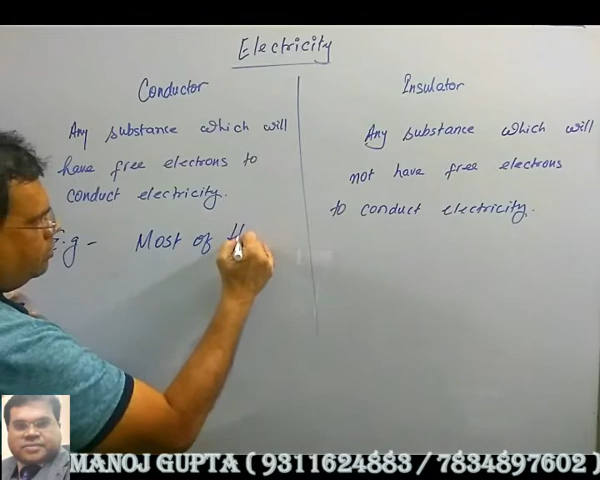 Electricity
Conductor
Any substance which will
have free electrons to
conduct electricity.
E.g - Most of
Insulator
Any substance which will
not have free electrons
to conduct electricity.
MANOJ GUPTA ( 9311624883 / 7834897602 )